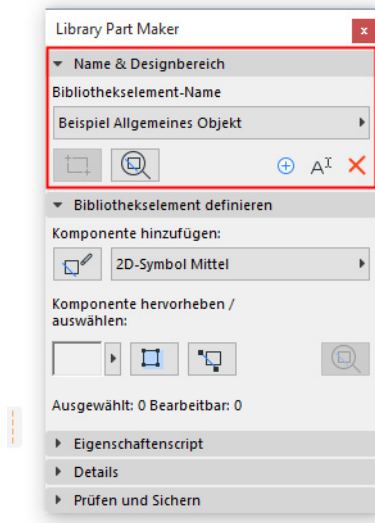 Library Part Maker
Name & Designbereich
Bibliothekselement-Name
Beispiel Allgemeines Objekt
Bibliothekselement definieren
Komponente hinzufügen:
2D-Symbol Mittel
Komponente hervorheben /
auswählen:
Ausgewählt: 0 Bearbeitbar: 0
Eigenschaftenscript
Details
Prüfen und Sichern